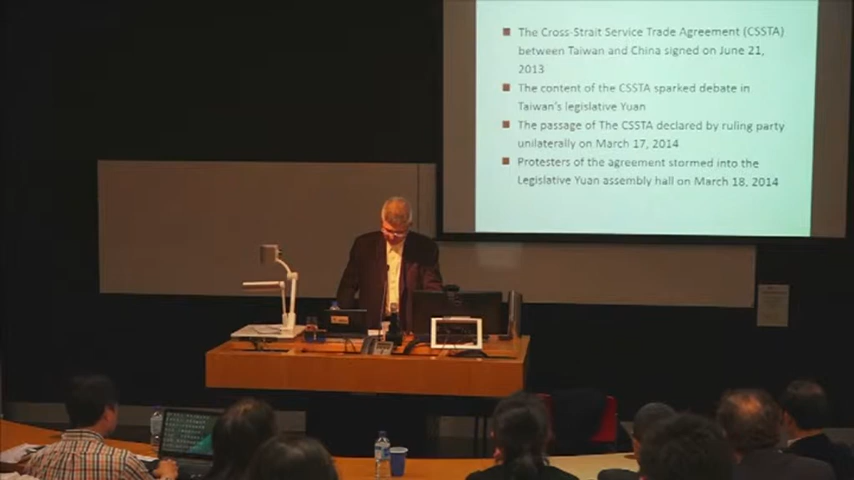 The Cross-Strait Service Trade Agreement (CSSTA)
between Taiwan and China signed on June 21,
2013
The content of the CSSTA sparked debate in
Taiwan's legislative Yuan
The passage of The CSSTA declared by ruling party
unilaterally on March 17, 2014
Protesters of the agreement stormed into the
Legislative Yuan assembly hall on March 18, 2014